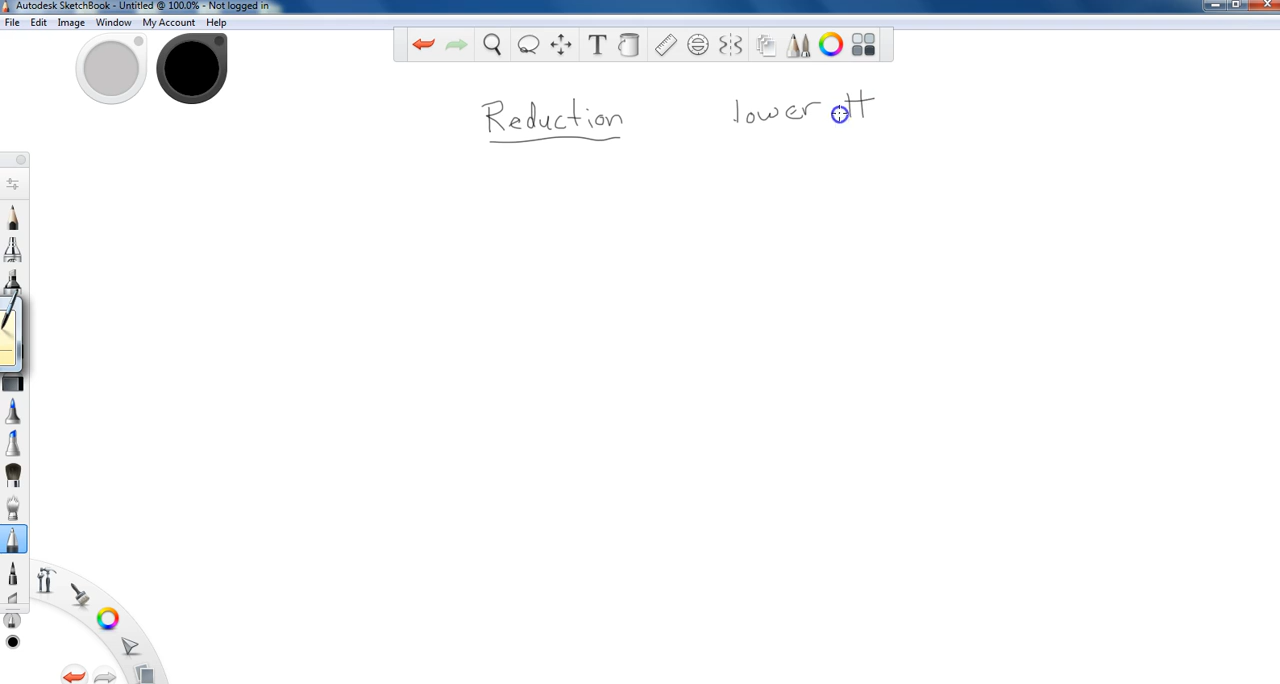 Autodesk SketchBook - Untitled @ 100.0% - Not logged in
File Edit Image Window My Account Help
T
Reduction lower